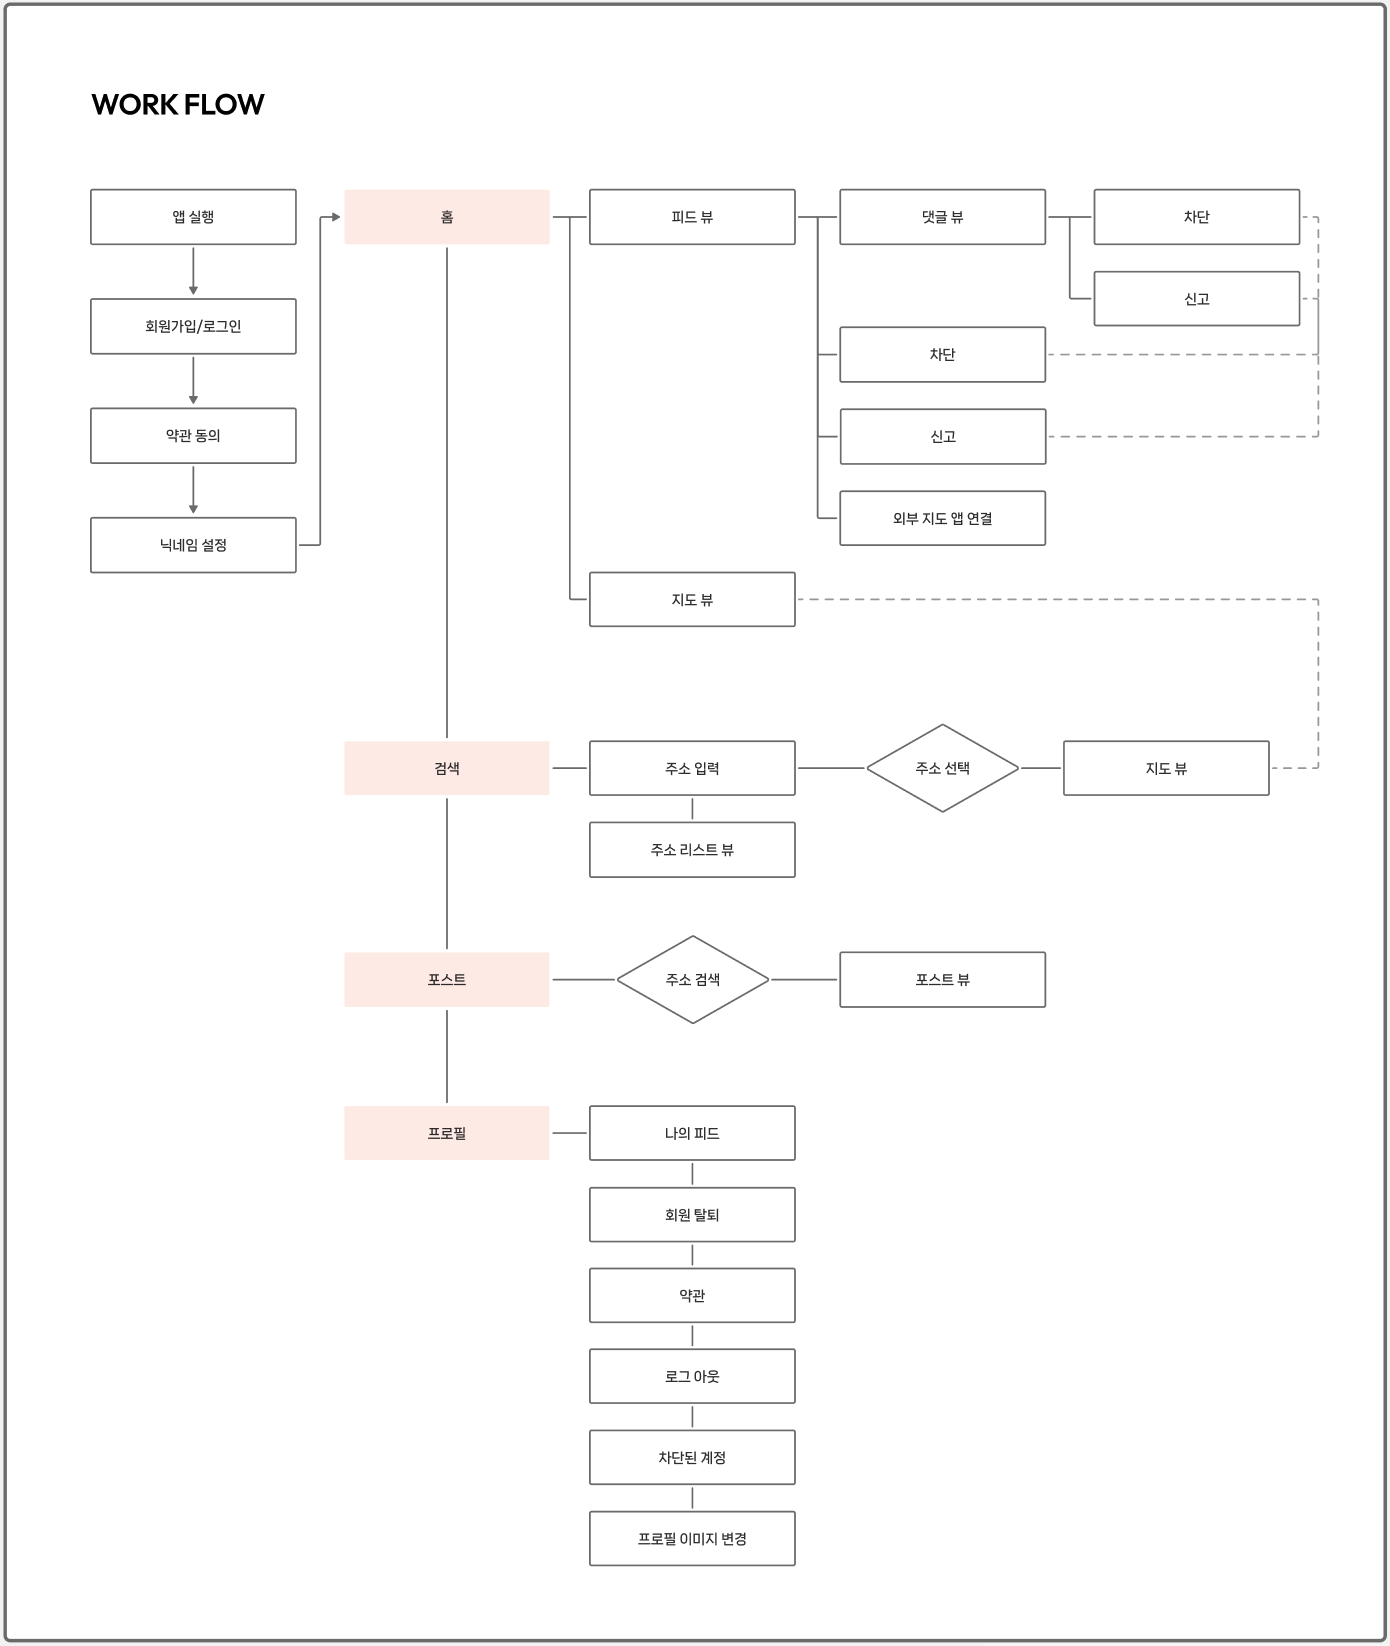 WORK FLOW
앱 실행
홈
피드 뷰
댓글 뷰
차단
신고
회원가입/로그인
차단
약관 동의
신고
외부 지도 앱 연결
닉네임 설정
지도 뷰
검색
주소 입력
주소 선택
지도 뷰
주소 리스트 뷰
포스트
주소 검색
포스트 뷰
프로필
나의 피드
회원 탈퇴
약관
로그 아웃
차단된 계정
프로필 이미지 변경